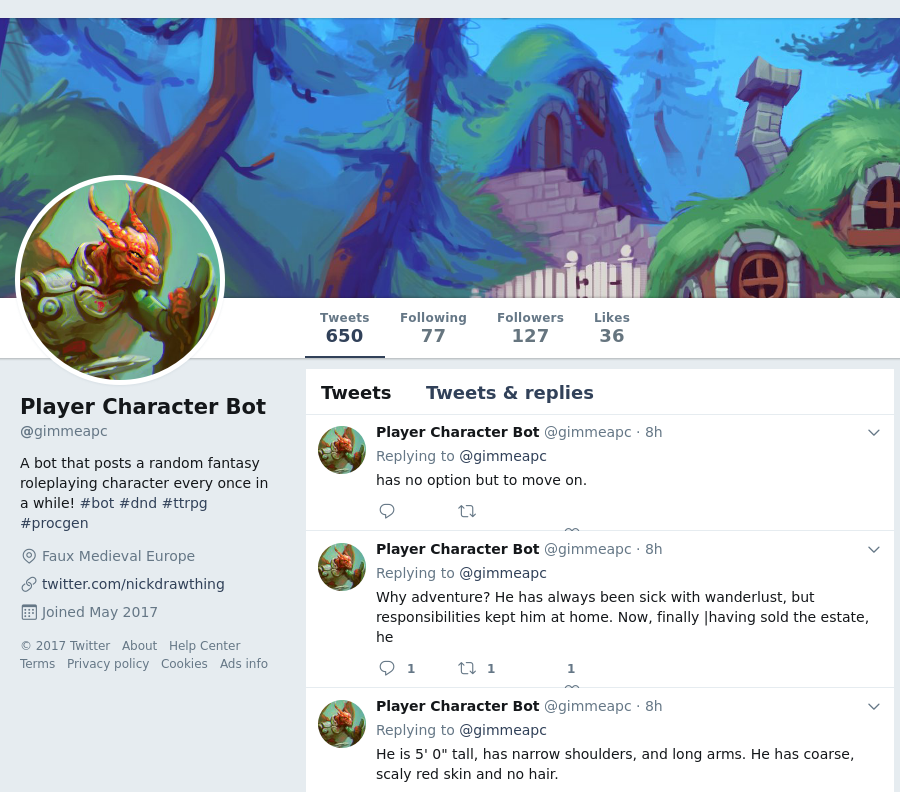 Tweets Following Followers Likes
650 77 127 36
Player Character Bot
@gimmeapc
A bot that posts a random fantasy
roleplaying character every once in
a while! #bot #dnd #ttrpg
#procgen
Faux Medieval Europe
twitter.com/nickdrawthing
Joined May 2017
© 2017 Twitter About Help Center
Terms Privacy policy Cookies Ads info
Tweets Tweets & replies
Player Character Bot @gimmeapc · 8h
Replying to @gimmeapc
has no option but to move on.
Player Character Bot @gimmeapc · 8h
Replying to @gimmeapc
Why adventure? He has always been sick with wanderlust, but
responsibilities kept him at home. Now, finally |having sold the estate,
he
1 1 1
Player Character Bot @gimmeapc · 8h
Replying to @gimmeapc
He is 5' 0" tall, has narrow shoulders, and long arms. He has coarse,
scaly red skin and no hair.